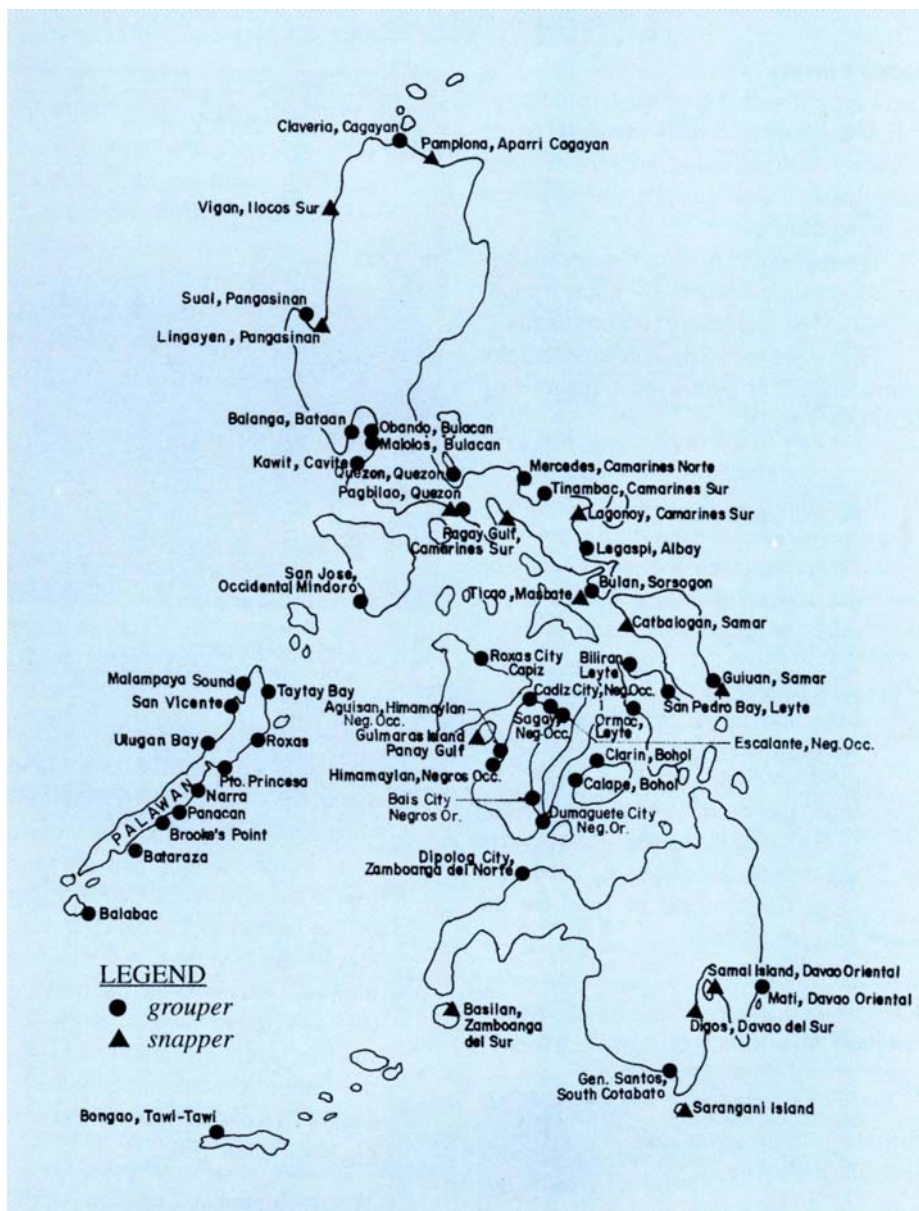 Claveria, Cagayan
Pamplona, Aparri Cagayan
Vigan, Ilocos Sur
Sual, Pangasinan
Lingayen, Pangasinan
Balanga, Bataan
Obando, Bulacan
Malolos, Bulacan
Kawit, Cavite
Quezon, Quezon
Mercedes, Camarines Norte
Pagbilao, Quezon
Tinambac, Camarines Sur
Lagonoy, Camarines Sur
Ragay Gulf,
Camarines Sur
Legaspi, Albay
San Jose,
Occidental Mindoro
Bulan, Sorsogon
Ticao, Masbate
Catbalogan, Samar
Roxas City
Capiz
Biliran
Leyte
Malampaya Sound
Taytay Bay
Guiuan, Samar
San Vicente
Cadiz City, Neg. Occ.
San Pedro Bay, Leyte
Aguisan, Himamaylan
Neg. Occ.
Sagay,
Neg. Occ.
Ormac,
Leyte
Guimaras Island
Panay Gulf
Ulugan Bay
Roxas
Escalante, Neg. Occ.
Clarin, Bohol
Himamaylan, Negros Occ.
Pto. Princesa
Calape, Bohol
Narra
Bais City
Negros Or.
PALAWAN
Panacan
Dumaguete City
Neg. Or.
Brooke's Point
Bataraza
Dipolog City,
Zamboanga del Norte
Balabac
LEGEND
grouper
snapper
Samal Island, Davao Oriental
Mati, Davao Oriental
Basilan,
Zamboanga
del Sur
Digos, Davao del Sur
Gen. Santos,
South Cotabato
Sarangani Island
Bongao, Tawi-Tawi